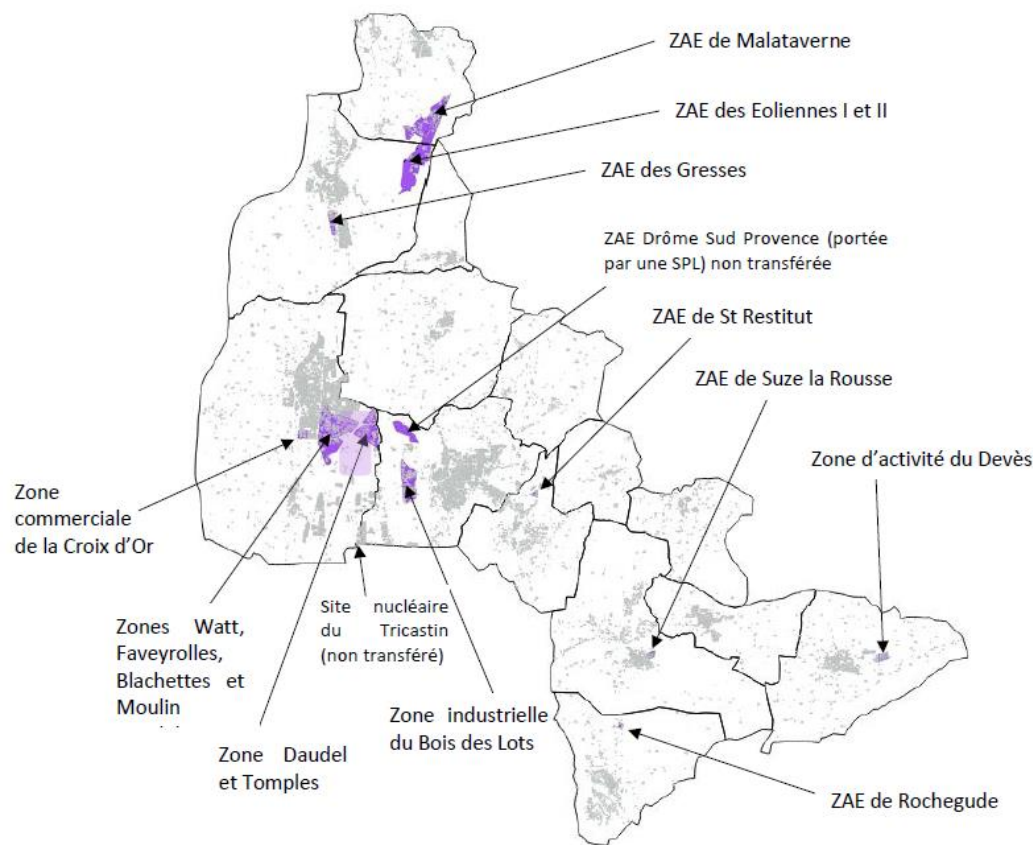 ZAE de Malataverne
ZAE des Eoliennes I et II
ZAE des Gresses
ZAE Drôme Sud Provence (portée
par une SPL) non transférée
ZAE de St Restitut
ZAE de Suze la Rousse
Zone d’activité du Devès
Zone
commerciale
de la Croix d’Or
Zones Watt,
Faveyrolles,
Blachettes et
Moulin
Site nucléaire
du Tricastin
(non transféré)
Zone Daudel
et Tomples
Zone industrielle
du Bois des Lots
ZAE de Rochegude